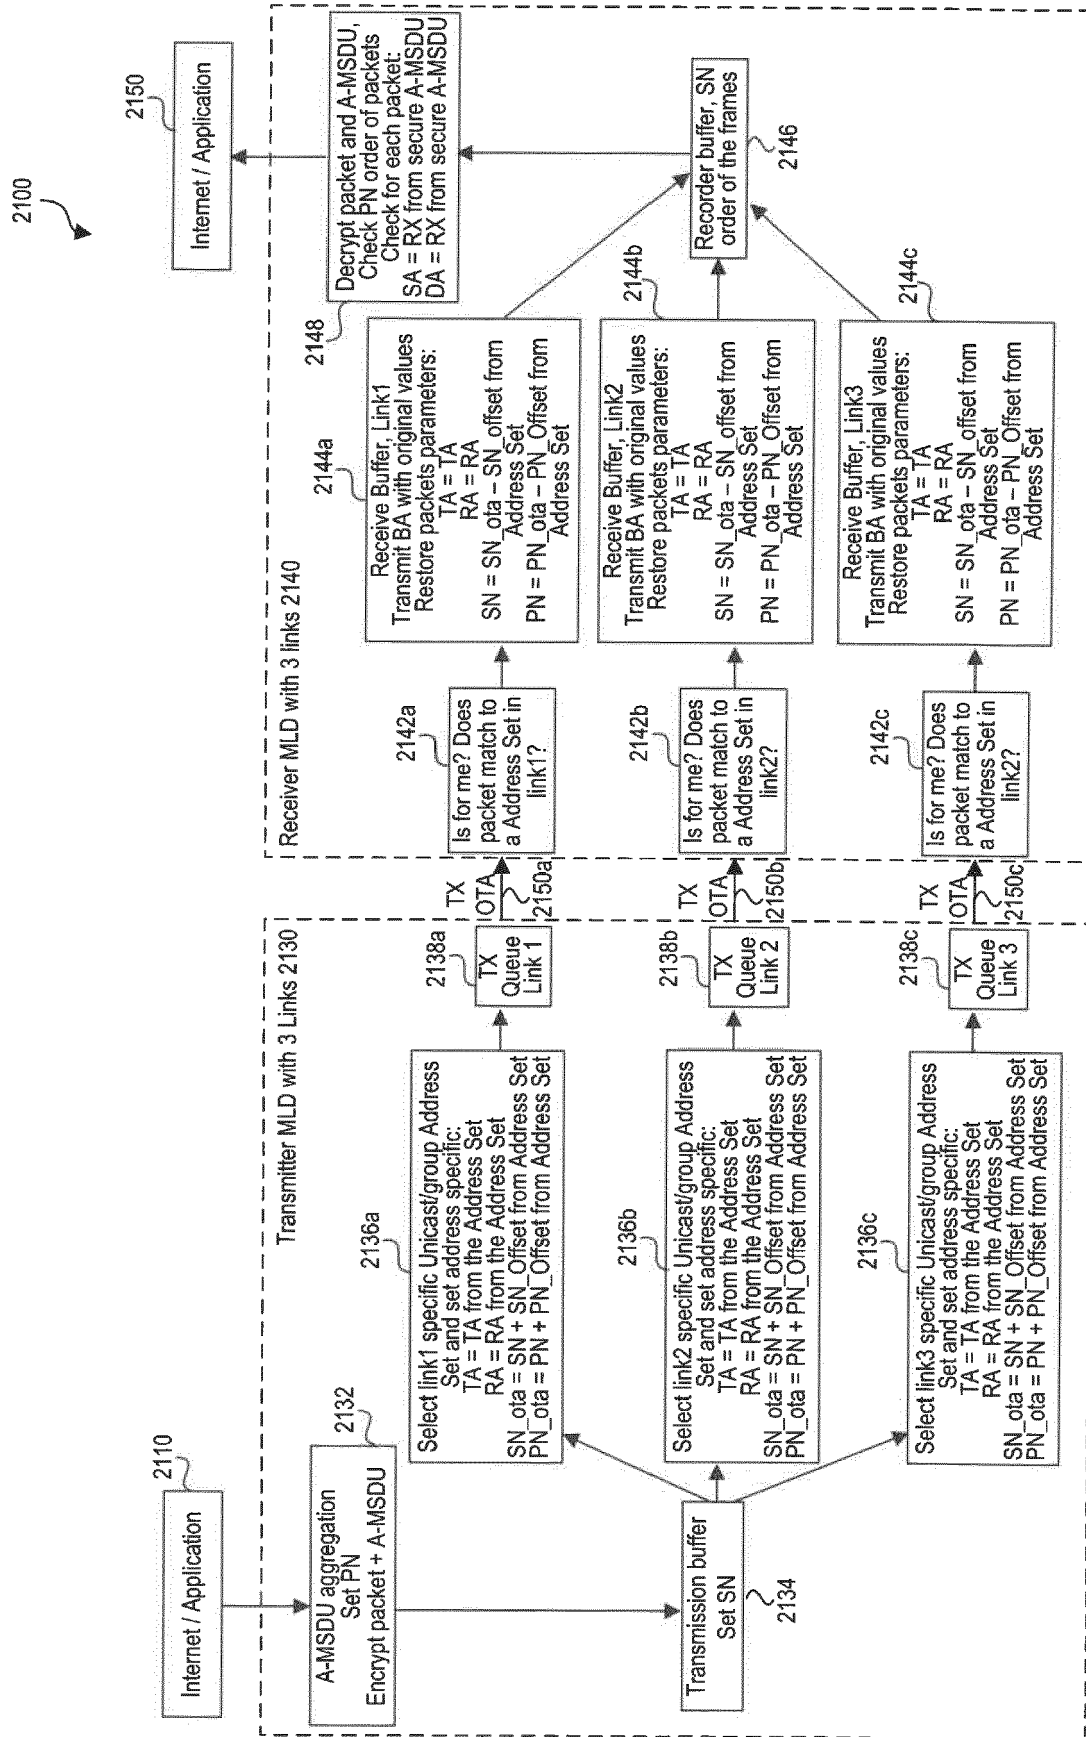 2100
2110
Internet / Application
Transmitter MLD with 3 Links 2130
2132
A-MSDU aggregation
Set PN
Encrypt packet + A-MSDU
Transmission buffer
Set SN
2134
2136a
Select link1 specific Unicast/group Address
Set and set address specific:
TA = TA from the Address Set
RA = RA from the Address Set
SN_ota = SN + SN_Offset from Address Set
PN_ota = PN + PN_Offset from Address Set
2136b
Select link2 specific Unicast/group Address
Set and set address specific:
TA = TA from the Address Set
RA = RA from the Address Set
SN_ota = SN + SN_Offset from Address Set
PN_ota = PN + PN_Offset from Address Set
2136c
Select link3 specific Unicast/group Address
Set and set address specific:
TA = TA from the Address Set
RA = RA from the Address Set
SN_ota = SN + SN_Offset from Address Set
PN_ota = PN + PN_Offset from Address Set
2138a
TX
Queue
Link 1
2138b
TX
Queue
Link 2
2138c
TX
Queue
Link 3
TX
OTA
2150a
TX
OTA
2150b
TX
OTA
2150c
Receiver MLD with 3 links 2140
2142a
Is for me? Does
packet match to
a Address Set in
link1?
2142b
Is for me? Does
packet match to
a Address Set in
link2?
2142c
Is for me? Does
packet match to
a Address Set in
link2?
2144a
Receive Buffer, Link1
Transmit BA with original values
Restore packets parameters:
TA = TA
RA = RA
SN = SN_ota – SN_offset from
Address Set
PN = PN_ota - PN_Offset from
Address Set
2144b
Receive Buffer, Link2
Transmit BA with original values
Restore packets parameters:
TA = TA
RA = RA
SN = SN_ota – SN_offset from
Address Set
PN = PN_ota - PN_Offset from
Address Set
2144c
Receive Buffer, Link3
Transmit BA with original values
Restore packets parameters:
TA = TA
RA = RA
SN = SN_ota – SN_offset from
Address Set
PN = PN_ota - PN_Offset from
Address Set
Recorder buffer, SN
order of the frames
2146
2148
Decrypt packet and A-MSDU,
Check PN order of packets
Check for each packet:
SA = RX from secure A-MSDU
DA = RX from secure A-MSDU
2150
Internet / Application